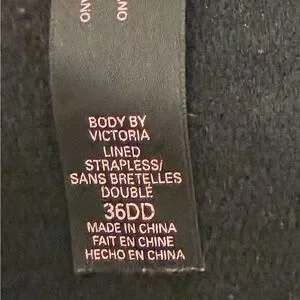 BODY BY
VICTORIA
LINED
STRAPLESS/
SANS BRETELLES
DOUBLÉ
36DD
MADE IN CHINA
FAIT EN CHINE
HECHO EN CHINA